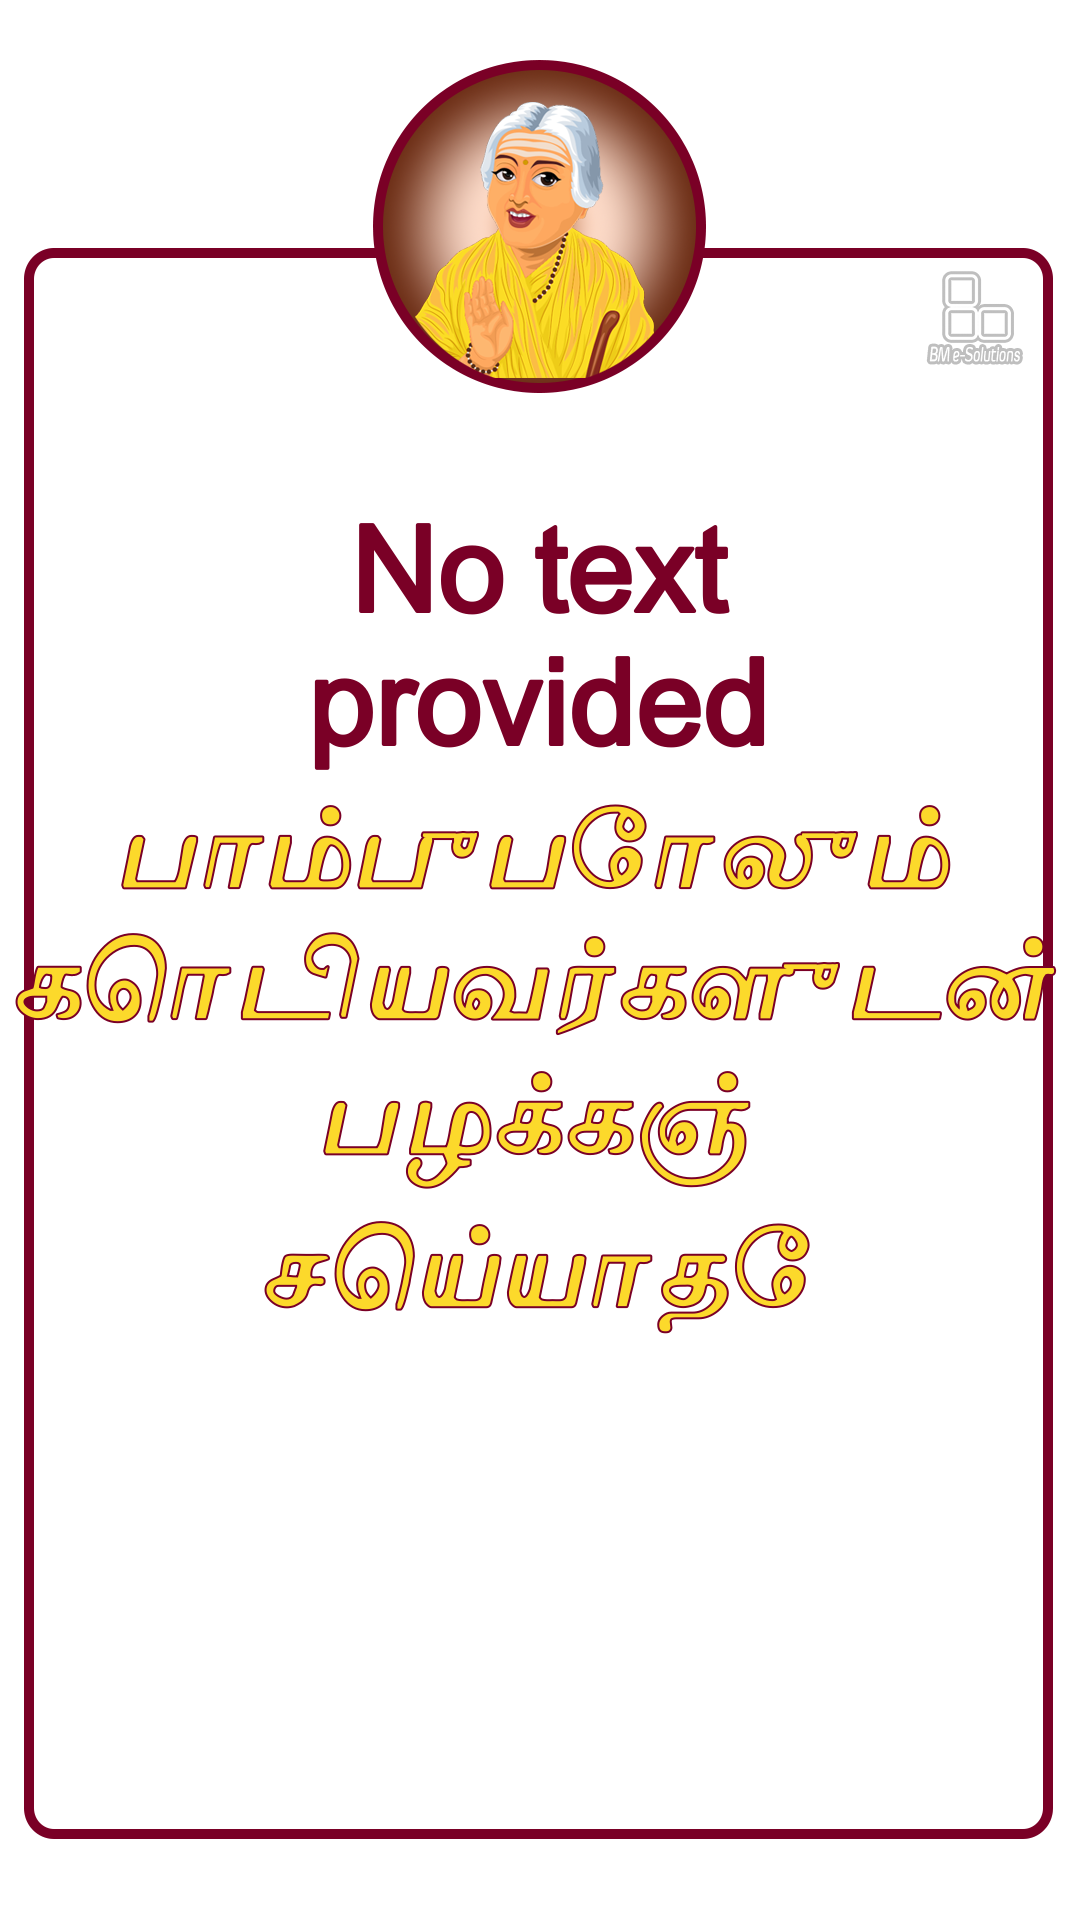 BM e-Solutions
No text
provided
பாம்புபோலும்
கொடியவர்களுடன்
பழக்கஞ்
செய்யாதே